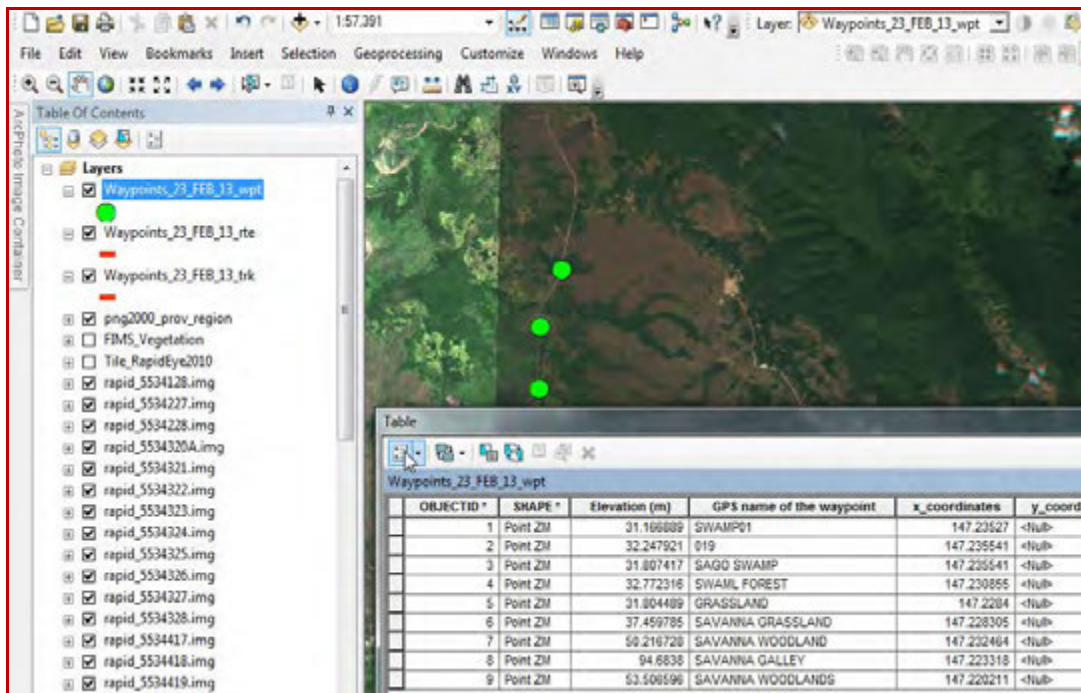 1:57,391
Layer: Waypoints_23_FEB_13_wpt
File Edit View Bookmarks Insert Selection Geoprocessing Customize Windows Help
ArcPhoto Image Container
Table Of Contents
Layers
Waypoints_23_FEB_13_wpt
Waypoints_23_FEB_13_rte
Waypoints_23_FEB_13_trk
png2000_prov_region
FIMS_Vegetation
Tile_RapidEye2010
rapid_5534128.img
rapid_5534227.img
rapid_5534228.img
rapid_5534320A.img
rapid_5534321.img
rapid_5534322.img
rapid_5534323.img
rapid_5534324.img
rapid_5534325.img
rapid_5534326.img
rapid_5534327.img
rapid_5534328.img
rapid_5534417.img
rapid_5534418.img
rapid_5534419.img
Table
Waypoints_23_FEB_13_wpt
OBJECTID * SHAPE * Elevation (m) GPS name of the waypoint x_coordinates y_coord
1 Point ZM 31.166889 SWAMP01 147.23527 <Null>
2 Point ZM 32.247921 019 147.235541 <Null>
3 Point ZM 31.807417 SAGO SWAMP 147.235541 <Null>
4 Point ZM 32.772316 SWAML FOREST 147.230855 <Null>
5 Point ZM 31.804489 GRASSLAND 147.2284 <Null>
6 Point ZM 37.459785 SAVANNA GRASSLAND 147.228305 <Null>
7 Point ZM 50.216728 SAVANNA WOODLAND 147.232464 <Null>
8 Point ZM 94.6838 SAVANNA GALLEY 147.223318 <Null>
9 Point ZM 53.506596 SAVANNA WOODLANDS 147.220211 <Null>